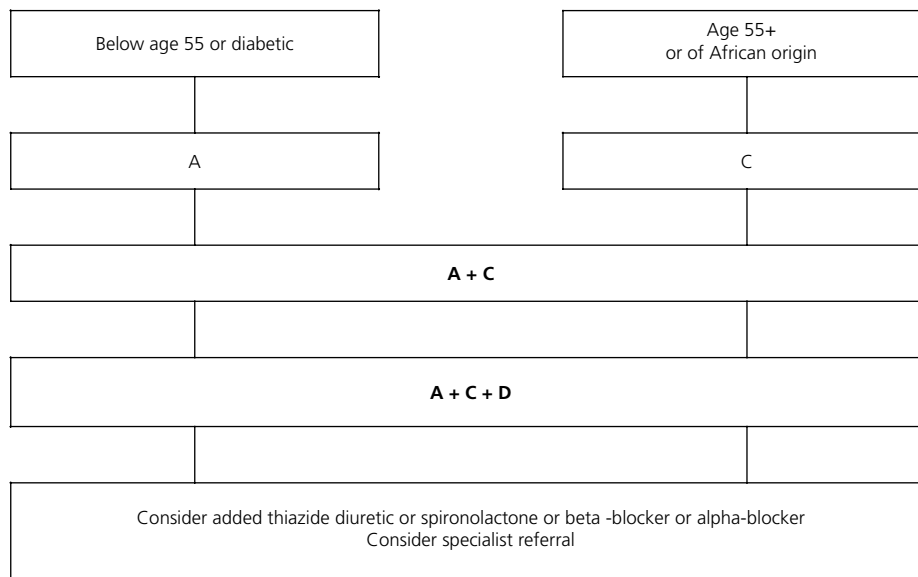 Below age 55 or diabetic
Age 55+
or of African origin
A
C
A + C
A + C + D
Consider added thiazide diuretic or spironolactone or beta -blocker or alpha-blocker
Consider specialist referral